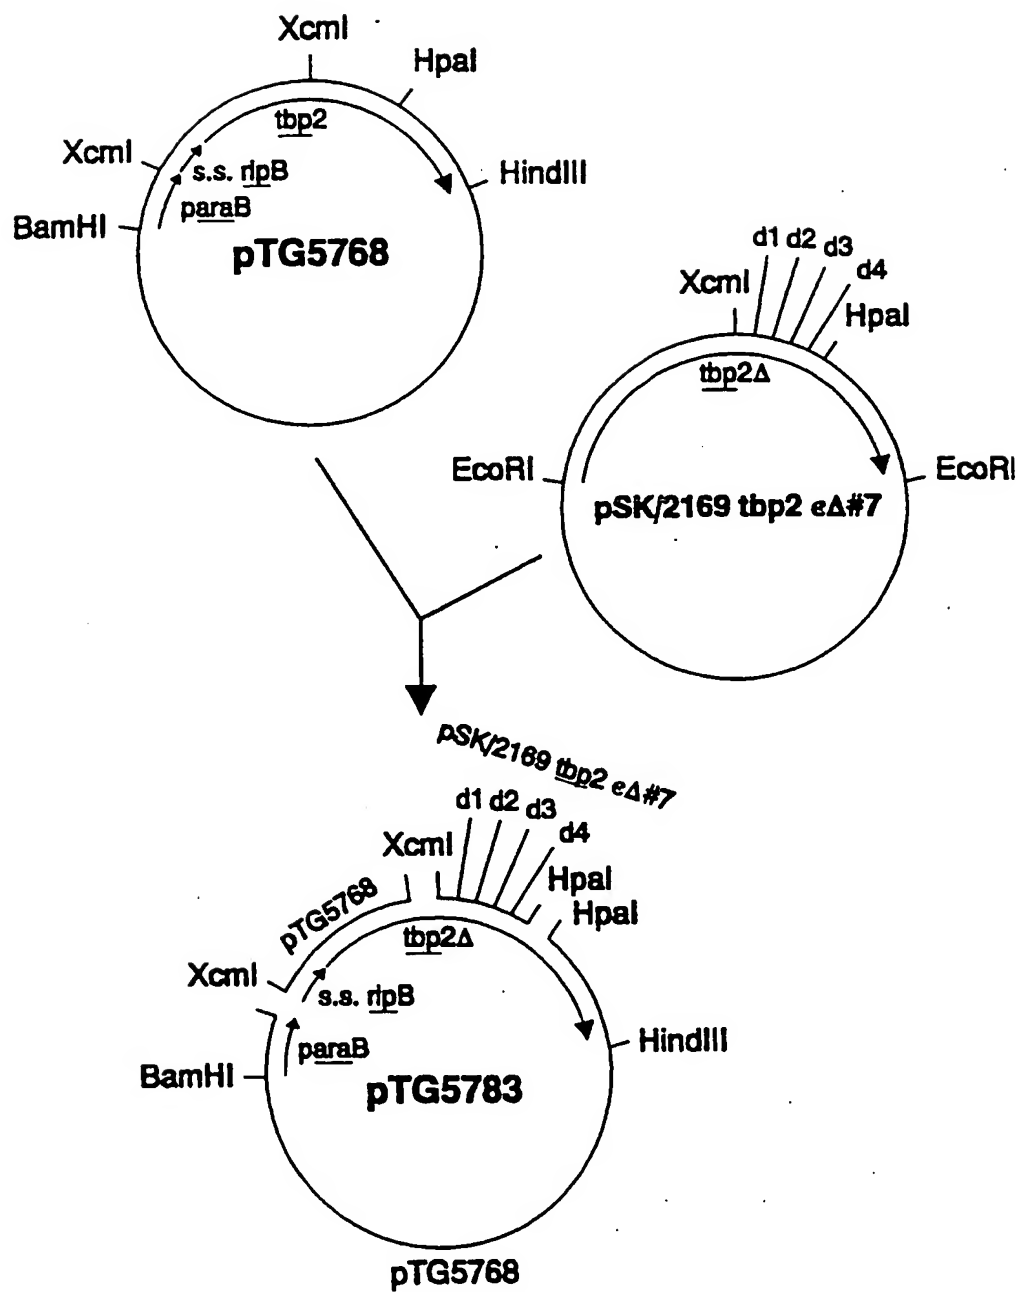 XcmI
HpaI
tbp2
XcmI
s.s. rlpB
HindIII
paraB
BamHI
pTG5768
d1 d2 d3
d4
XcmI
HpaI
tbp2Δ
EcoRI
EcoRI
pSK/2169 tbp2 eΔ#7
pSK/2169 tbp2 eΔ#7
d1 d2 d3
d4
XcmI
HpaI
pTG5768
HpaI
tbp2Δ
XcmI
s.s. rlpB
HindIII
paraB
BamHI
pTG5783
pTG5768